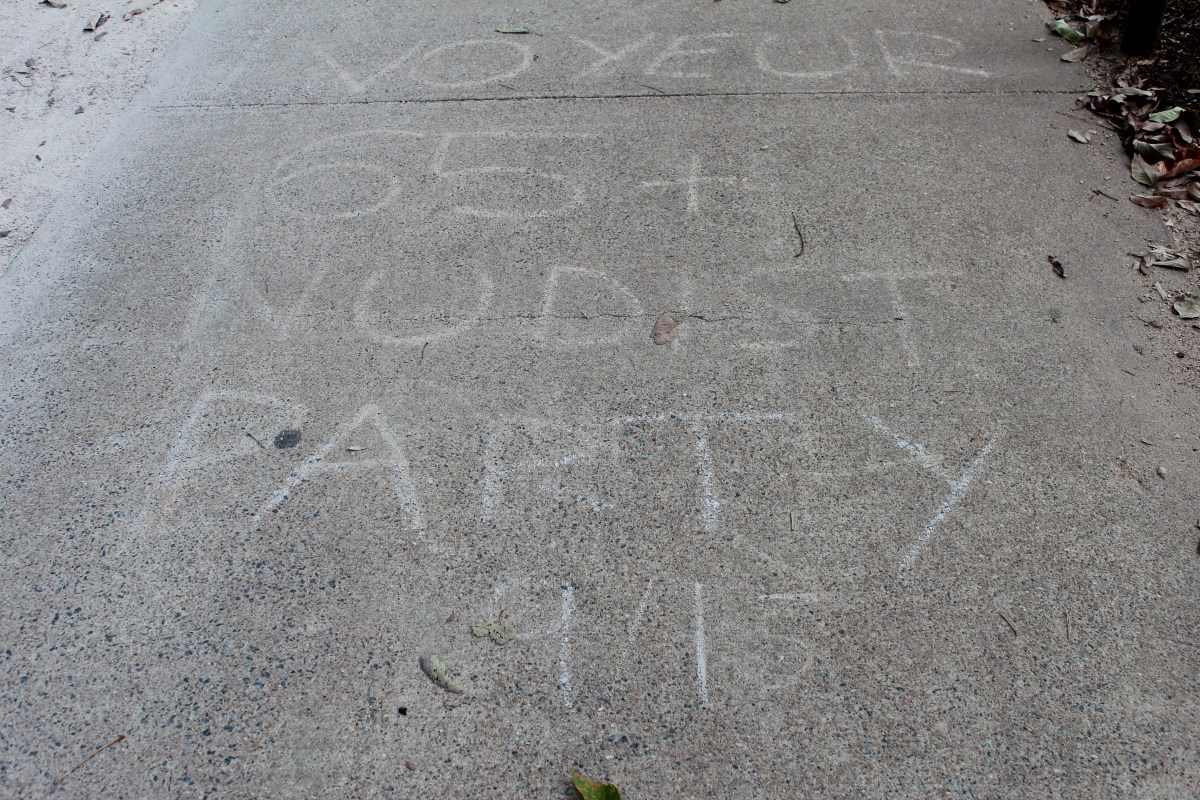 VOYEUR
65+
NUDIST
PARTY
9/15